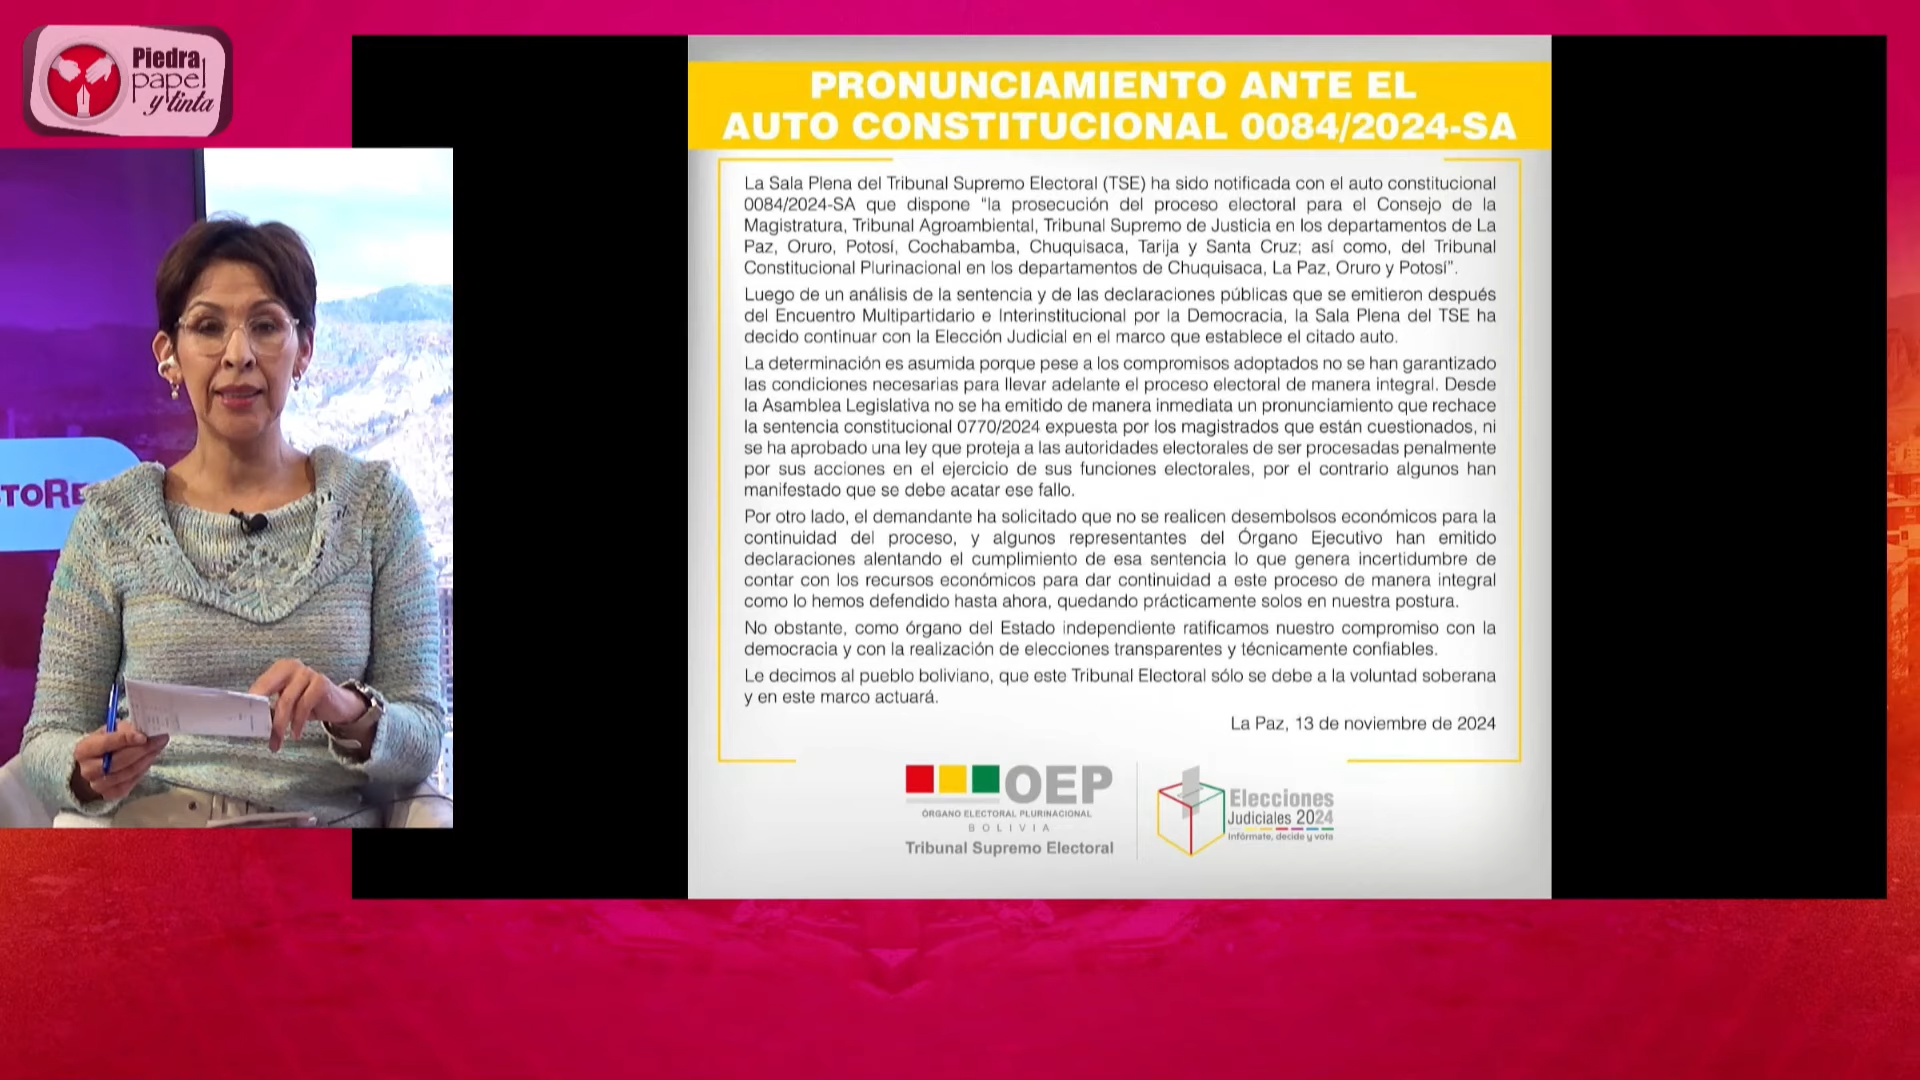 Piedra
papel
y tinta
PRONUNCIAMIENTO ANTE EL
AUTO CONSTITUCIONAL 0084/2024-SA
La Sala Plena del Tribunal Supremo Electoral (TSE) ha sido notificada con el auto constitucional
0084/2024-SA que dispone “la prosecución del proceso electoral para el Consejo de la
Magistratura, Tribunal Agroambiental, Tribunal Supremo de Justicia en los departamentos de La
Paz, Oruro, Potosí, Cochabamba, Chuquisaca, Tarija y Santa Cruz; así como, del Tribunal
Constitucional Plurinacional en los departamentos de Chuquisaca, La Paz, Oruro y Potosí”.
Luego de un análisis de la sentencia y de las declaraciones públicas que se emitieron después
del Encuentro Multipartidario e Interinstitucional por la Democracia, la Sala Plena del TSE ha
decido continuar con la Elección Judicial en el marco que establece el citado auto.
La determinación es asumida porque pese a los compromisos adoptados no se han garantizado
las condiciones necesarias para llevar adelante el proceso electoral de manera integral. Desde
la Asamblea Legislativa no se ha emitido de manera inmediata un pronunciamiento que rechace
la sentencia constitucional 0770/2024 expuesta por los magistrados que están cuestionados, ni
se ha aprobado una ley que proteja a las autoridades electorales de ser procesadas penalmente
por sus acciones en el ejercicio de sus funciones electorales, por el contrario algunos han
manifestado que se debe acatar ese fallo.
Por otro lado, el demandante ha solicitado que no se realicen desembolsos económicos para la
continuidad del proceso, y algunos representantes del Órgano Ejecutivo han emitido
declaraciones alentando el cumplimiento de esa sentencia lo que genera incertidumbre de
contar con los recursos económicos para dar continuidad a este proceso de manera integral
como lo hemos defendido hasta ahora, quedando prácticamente solos en nuestra postura.
No obstante, como órgano del Estado independiente ratificamos nuestro compromiso con la
democracia y con la realización de elecciones transparentes y técnicamente confiables.
Le decimos al pueblo boliviano, que este Tribunal Electoral sólo se debe a la voluntad soberana
y en este marco actuará.
La Paz, 13 de noviembre de 2024
OEP
ÓRGANO ELECTORAL PLURINACIONAL
BOLIVIA
Tribunal Supremo Electoral
Elecciones
Judiciales 2024
Infórmate, decide y vota